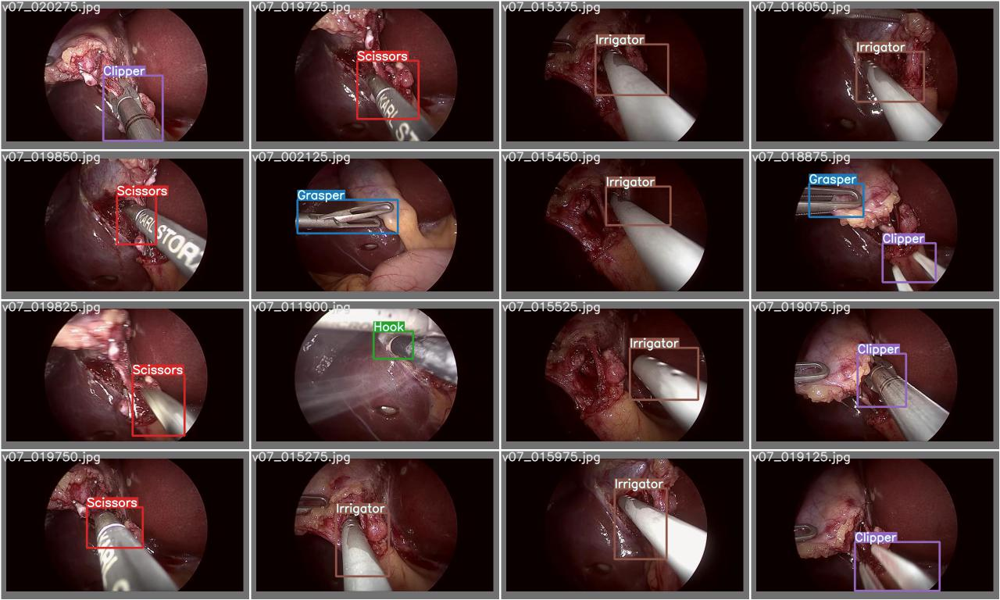 v07_020275.jpg
v07_019725.jpg
v07_015375.jpg
v07_016050.jpg
Clipper
Scissors
KARL ST
Irrigator
Irrigator
v07_019850.jpg
v07_002125.jpg
v07_015450.jpg
v07_018875.jpg
Scissors
KARL STORZ
Grasper
Irrigator
Grasper
Clipper
v07_019825.jpg
v07_011900.jpg
v07_015525.jpg
v07_019075.jpg
Scissors
Hook
Irrigator
Clipper
v07_019750.jpg
v07_015275.jpg
v07_015975.jpg
v07_019125.jpg
Scissors
Irrigator
Irrigator
Clipper